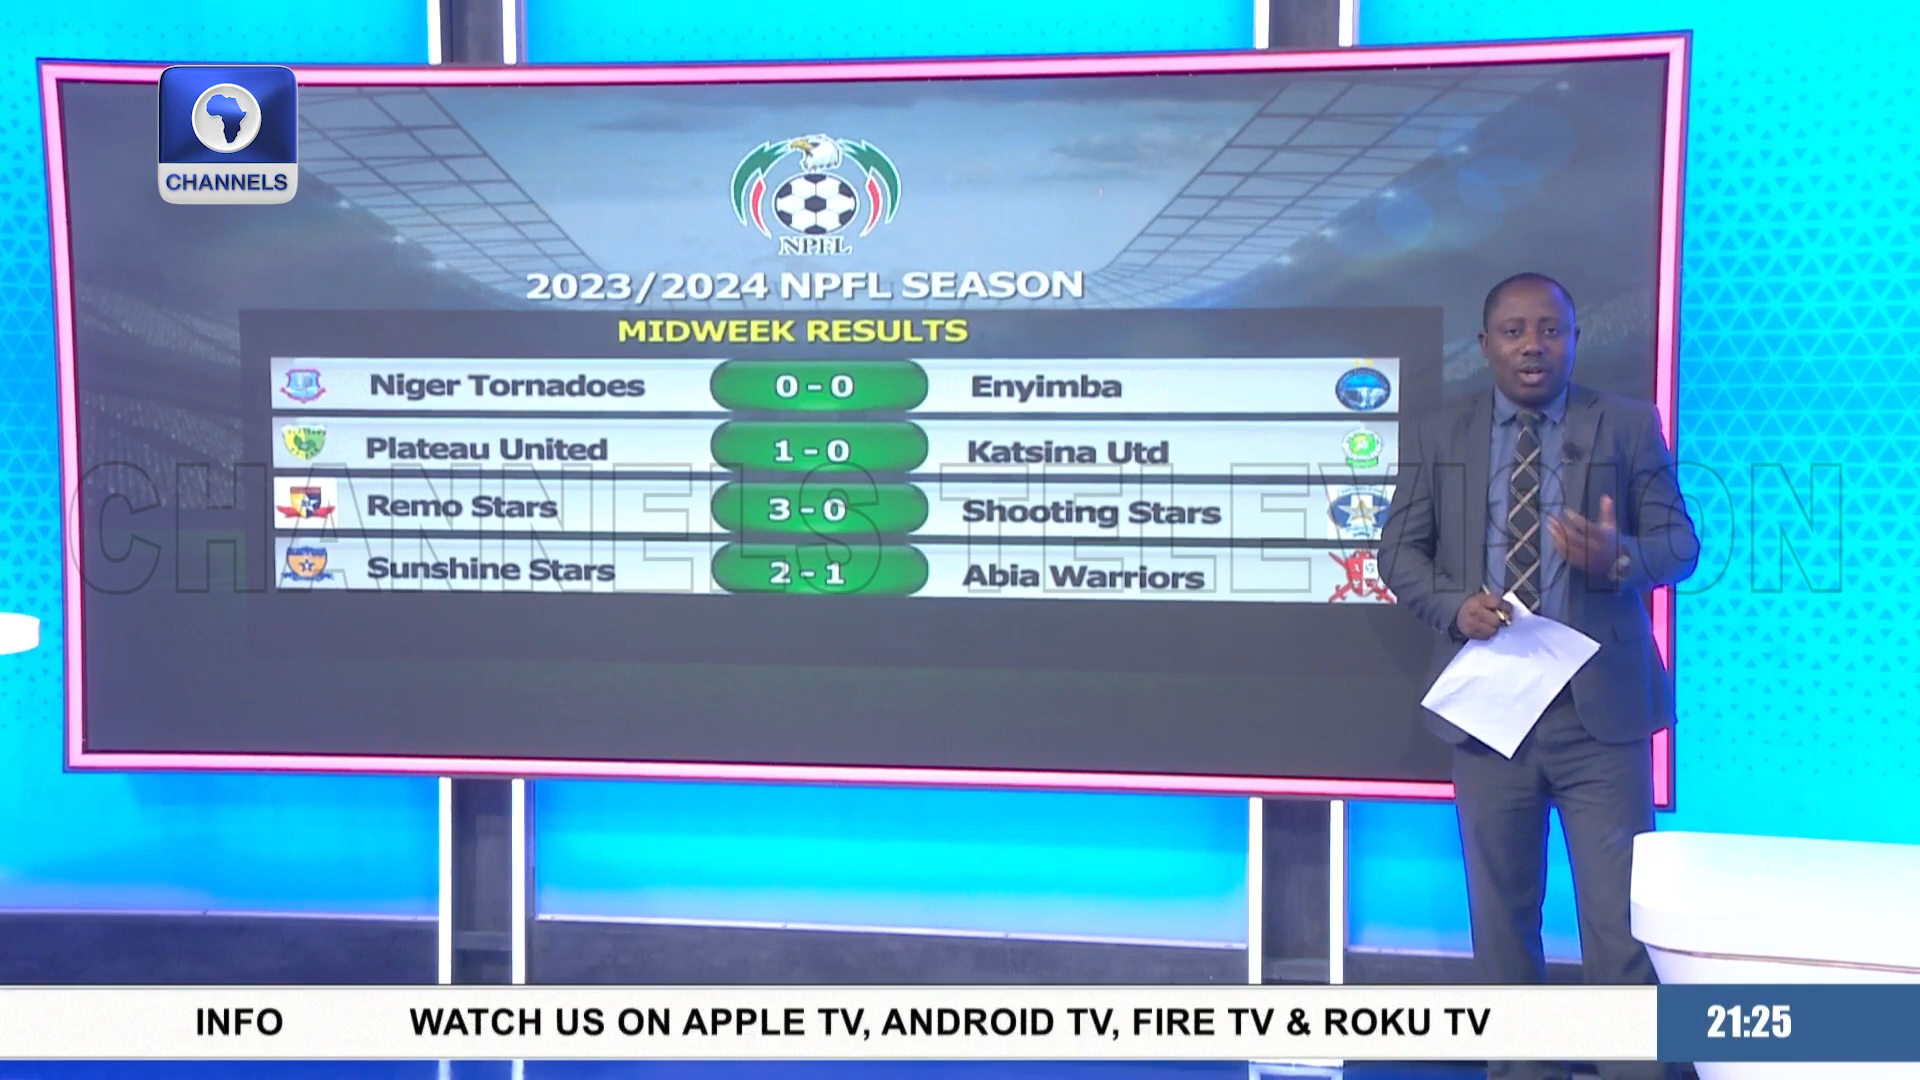 CHANNELS
NPFL
2023/2024 NPFL SEASON
MIDWEEK RESULTS
Niger Tornadoes 0 - 0 Enyimba
Plateau United 1 - 0 Katsina Utd
Remo Stars 3 - 0 Shooting Stars
Sunshine Stars 2 - 1 Abia Warriors
CHANNELS TELEVISION
INFO WATCH US ON APPLE TV, ANDROID TV, FIRE TV & ROKU TV 21:25